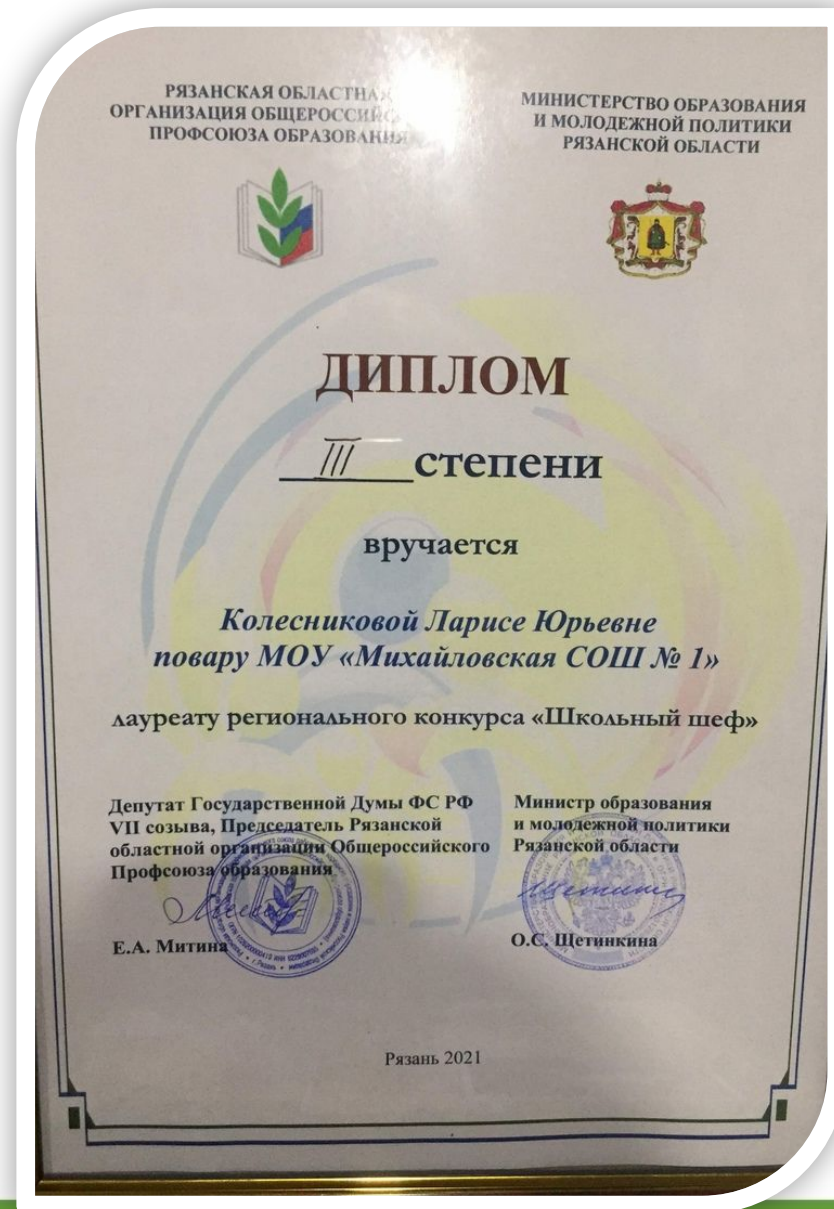 РЯЗАНСКАЯ ОБЛАСТНАЯ
ОРГАНИЗАЦИЯ ОБЩЕРОССИЙСКОГО
ПРОФСОЮЗА ОБРАЗОВАНИЯ
МИНИСТЕРСТВО ОБРАЗОВАНИЯ
И МОЛОДЕЖНОЙ ПОЛИТИКИ
РЯЗАНСКОЙ ОБЛАСТИ
ДИПЛОМ
III степени
вручается
Колесниковой Ларисе Юрьевне
повару МОУ «Михайловская СОШ № 1»
лауреату регионального конкурса «Школьный шеф»
Депутат Государственной Думы ФС РФ
VII созыва, Председатель Рязанской
областной организации Общероссийского
Профсоюза образования
Е.А. Митина
Министр образования
и молодежной политики
Рязанской области
О.С. Щетинкина
Рязань 2021